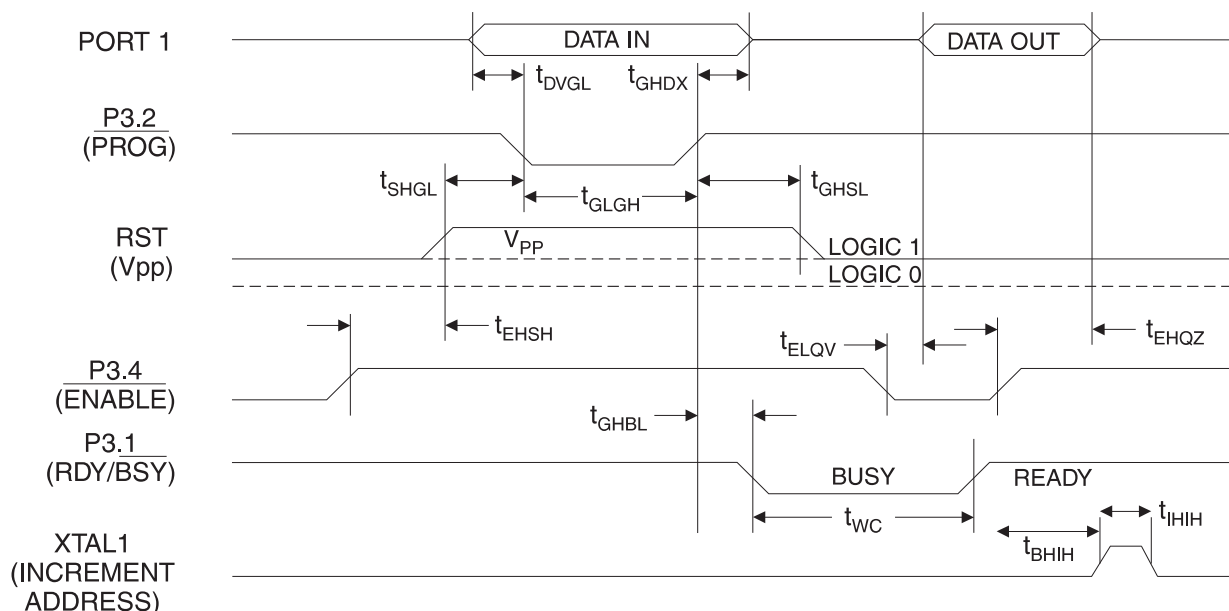 PORT 1
DATA IN
DATA OUT
tDVGL
tGHDX
P3.2
(PROG)
tSHGL
tGLGH
tGHSL
RST
(Vpp)
VPP
LOGIC 1
LOGIC 0
tEHSH
tELQV
tEHQZ
P3.4
(ENABLE)
tGHBL
P3.1
(RDY/BSY)
BUSY
READY
tWC
tBHIH
tIHIH
XTAL1
(INCREMENT
ADDRESS)